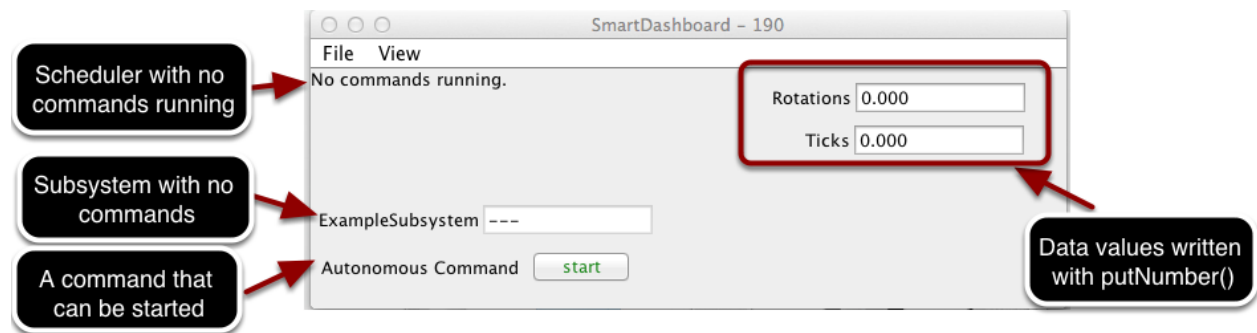 SmartDashboard – 190
File View
Scheduler with no
commands running
No commands running.
Rotations 0.000
Ticks 0.000
Subsystem with no
commands
ExampleSubsystem ---
Data values written
with putNumber()
A command that
can be started
Autonomous Command start